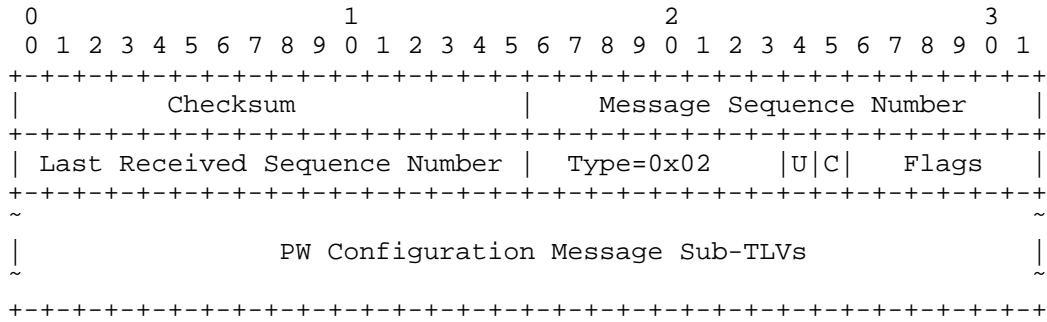 0                   1                   2                   3
 0 1 2 3 4 5 6 7 8 9 0 1 2 3 4 5 6 7 8 9 0 1 2 3 4 5 6 7 8 9 0 1
+-+-+-+-+-+-+-+-+-+-+-+-+-+-+-+-+-+-+-+-+-+-+-+-+-+-+-+-+-+-+-+-+
|         Checksum              |    Message Sequence Number    |
+-+-+-+-+-+-+-+-+-+-+-+-+-+-+-+-+-+-+-+-+-+-+-+-+-+-+-+-+-+-+-+-+
| Last Received Sequence Number |  Type=0x02    |U|C|   Flags   |
+-+-+-+-+-+-+-+-+-+-+-+-+-+-+-+-+-+-+-+-+-+-+-+-+-+-+-+-+-+-+-+-+
~                                                               ~
|                PW Configuration Message Sub-TLVs              |
~                                                               ~
+-+-+-+-+-+-+-+-+-+-+-+-+-+-+-+-+-+-+-+-+-+-+-+-+-+-+-+-+-+-+-+-+